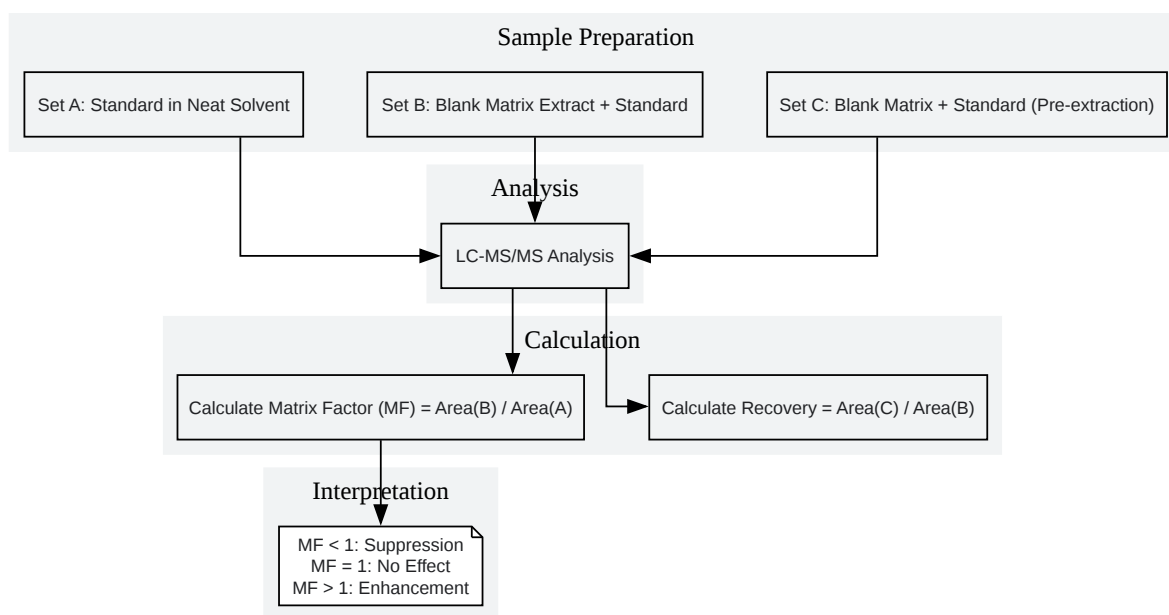 Sample Preparation
Set A: Standard in Neat Solvent
Set B: Blank Matrix Extract + Standard
Set C: Blank Matrix + Standard (Pre-extraction)
Analysis
LC-MS/MS Analysis
Calculation
Calculate Matrix Factor (MF) = Area(B) / Area(A)
Calculate Recovery = Area(C) / Area(B)
Interpretation
MF < 1: Suppression
MF = 1: No Effect
MF > 1: Enhancement